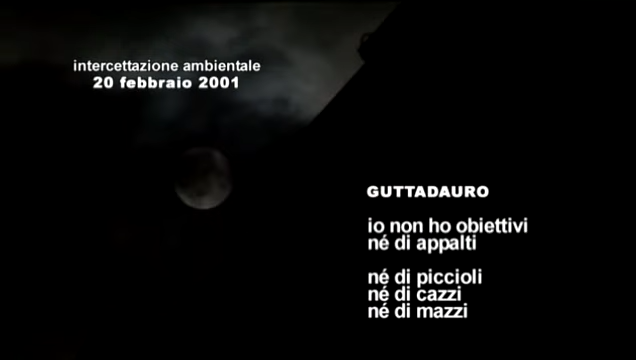 intercettazione ambientale
20 febbraio 2001
GUTTADAURO
io non ho obiettivi
né di appalti
né di piccioli
né di cazzi
né di mazzi